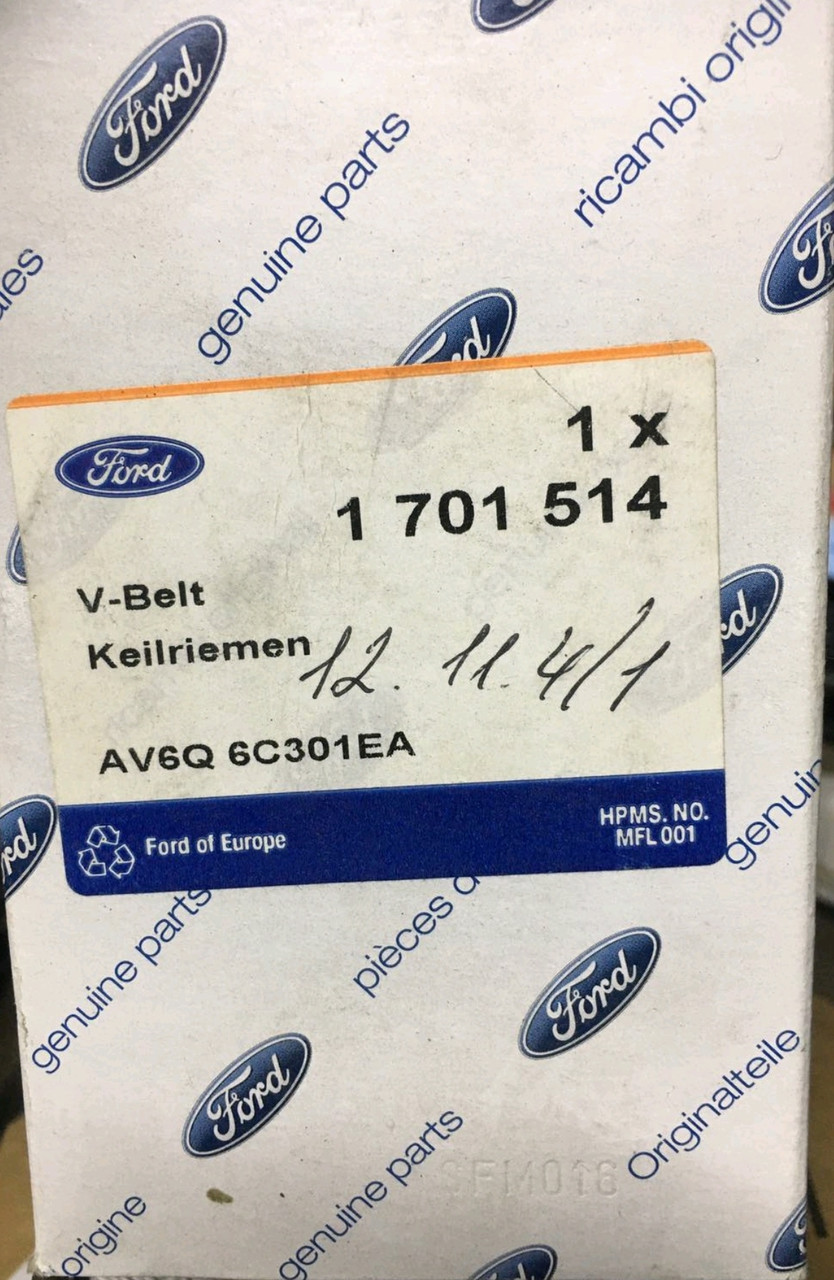 Ford
Ford
genuine parts
ricambi origi
Ford
1 x
1 701 514
V-Belt
Keilriemen
12. 11. 4/1
AV6Q 6C301EA
Ford of Europe
HPMS. NO.
MFL 001
genuine parts
pièces
genuin
Ford
Ford
Originalteile
genuine parts
origine